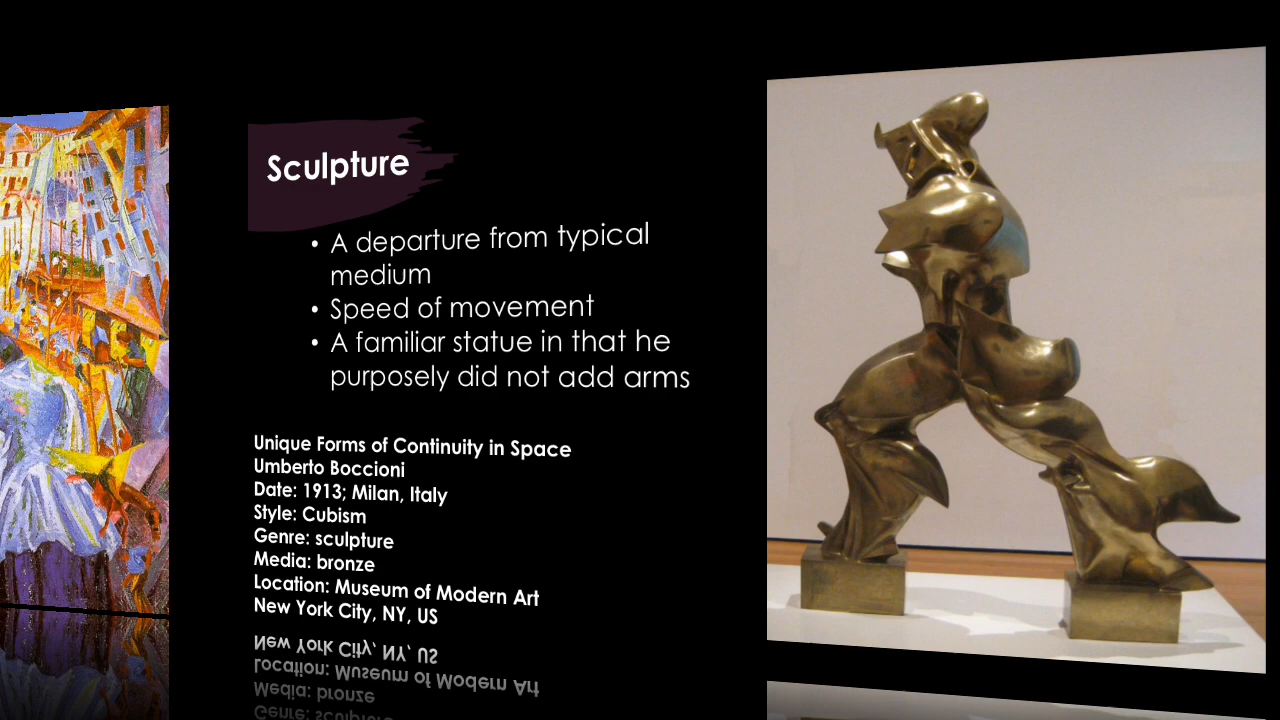 Sculpture
• A departure from typical
medium
• Speed of movement
• A familiar statue in that he
purposely did not add arms
Unique Forms of Continuity in Space
Umberto Boccioni
Date: 1913; Milan, Italy
Style: Cubism
Genre: sculpture
Media: bronze
Location: Museum of Modern Art
New York City, NY, US